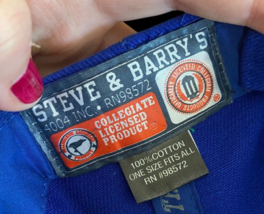 STEVE & BARRY'S
4004 INC. RN98572
COLLEGIATE
LICENSED
PRODUCT
100% COTTON
ONE SIZE FITS ALL
RN #98572